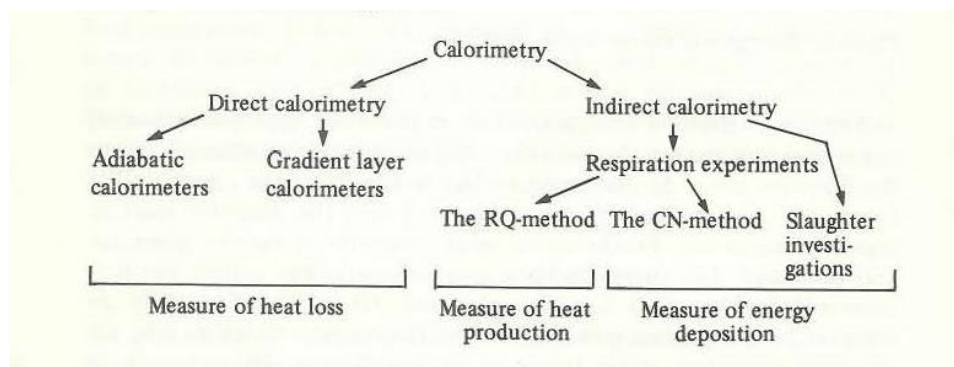 Calorimetry
Direct calorimetry
Indirect calorimetry
Adiabatic
calorimeters
Gradient layer
calorimeters
Respiration experiments
The RQ-method
The CN-method
Slaughter
investi-
gations
Measure of heat loss
Measure of heat
production
Measure of energy
deposition